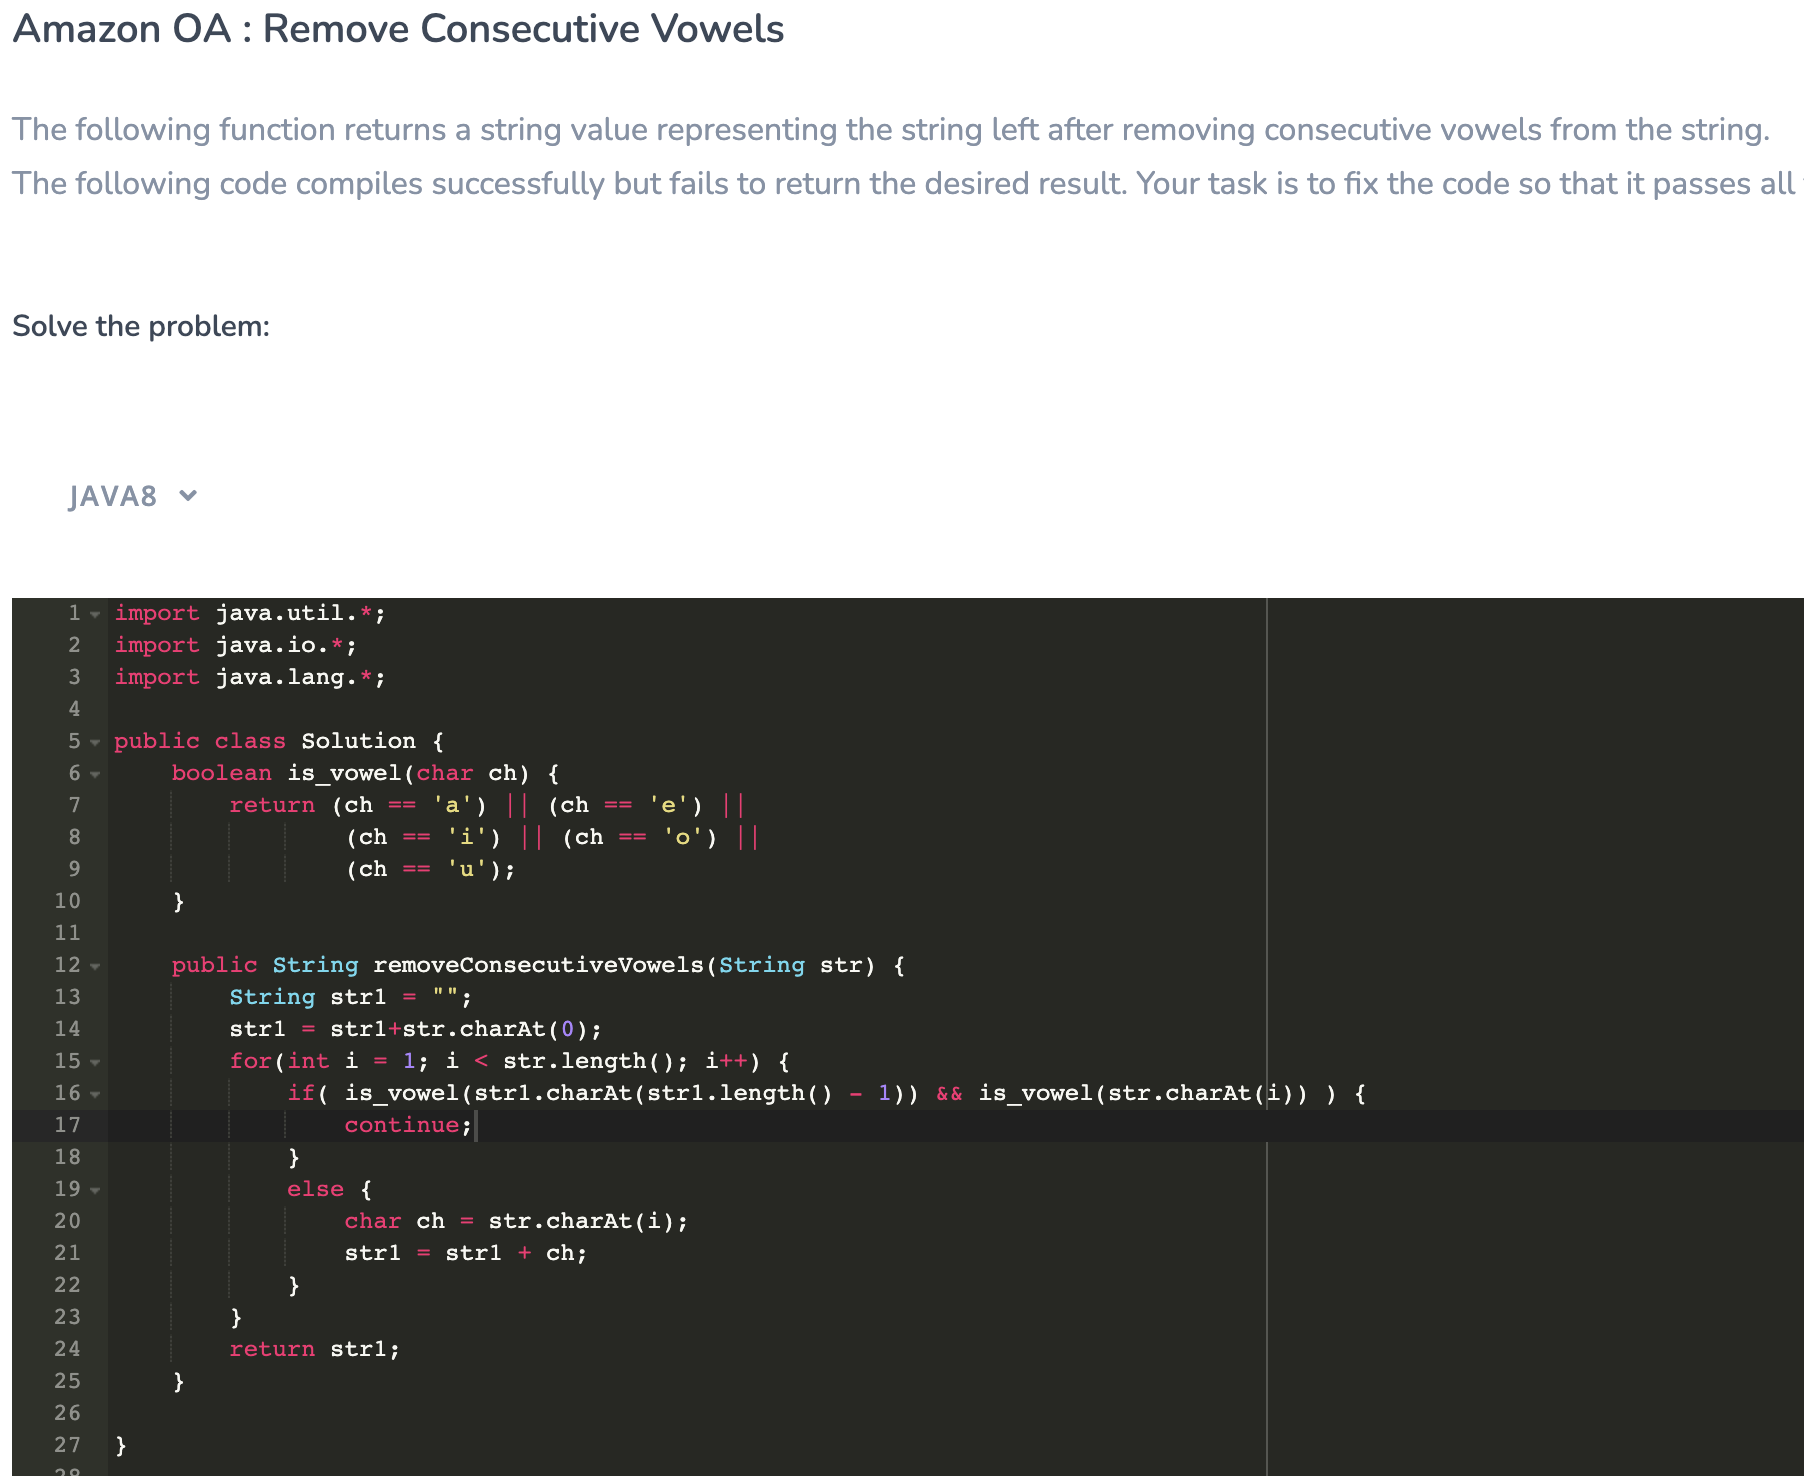 Amazon OA : Remove Consecutive Vowels
The following function returns a string value representing the string left after removing consecutive vowels from the string.
The following code compiles successfully but fails to return the desired result. Your task is to fix the code so that it passes all
Solve the problem:
JAVA8
1 import java.util.*;
2 import java.io.*;
3 import java.lang.*;
4
5 public class Solution {
6     boolean is_vowel(char ch) {
7         return (ch == 'a') || (ch == 'e') ||
8                 (ch == 'i') || (ch == 'o') ||
9                 (ch == 'u');
10     }
11
12     public String removeConsecutiveVowels(String str) {
13         String str1 = "";
14         str1 = str1+str.charAt(0);
15         for(int i = 1; i < str.length(); i++) {
16             if( is_vowel(str1.charAt(str1.length() - 1)) && is_vowel(str.charAt(i)) ) {
17                 continue;
18             }
19             else {
20                 char ch = str.charAt(i);
21                 str1 = str1 + ch;
22             }
23         }
24         return str1;
25     }
26
27 }
28